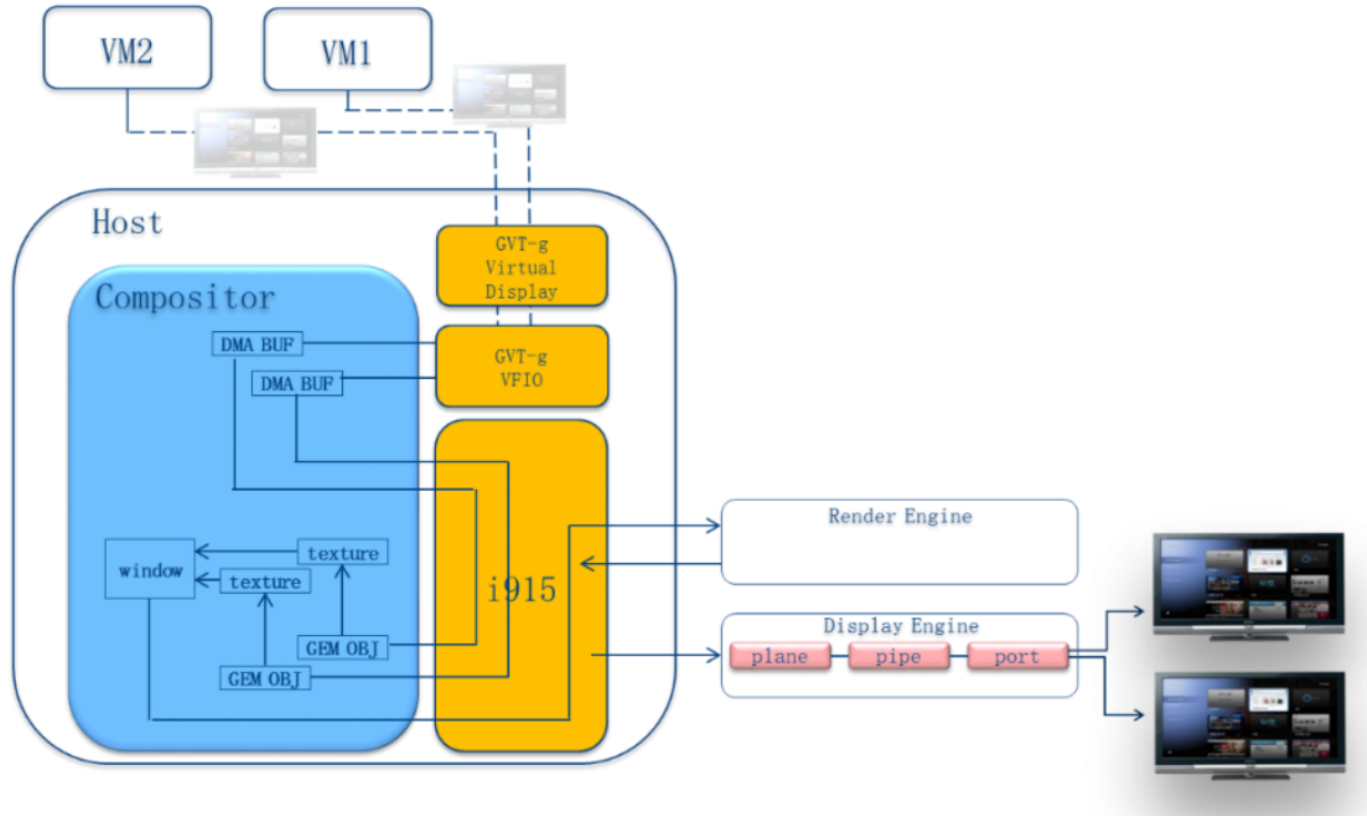 VM2
VM1
Host
GVT-g
Virtual
Display
Compositor
DMA BUF
GVT-g
VFIO
DMA BUF
Render Engine
texture
window
texture
i915
Display Engine
GEM OBJ
plane
pipe
port
GEM OBJ